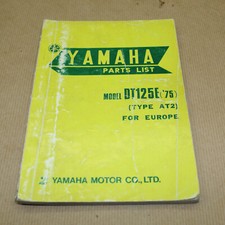 YAMAHA
PARTS LIST
MODEL DT125E ('75)
(TYPE AT2)
FOR EUROPE
YAMAHA MOTOR CO., LTD.